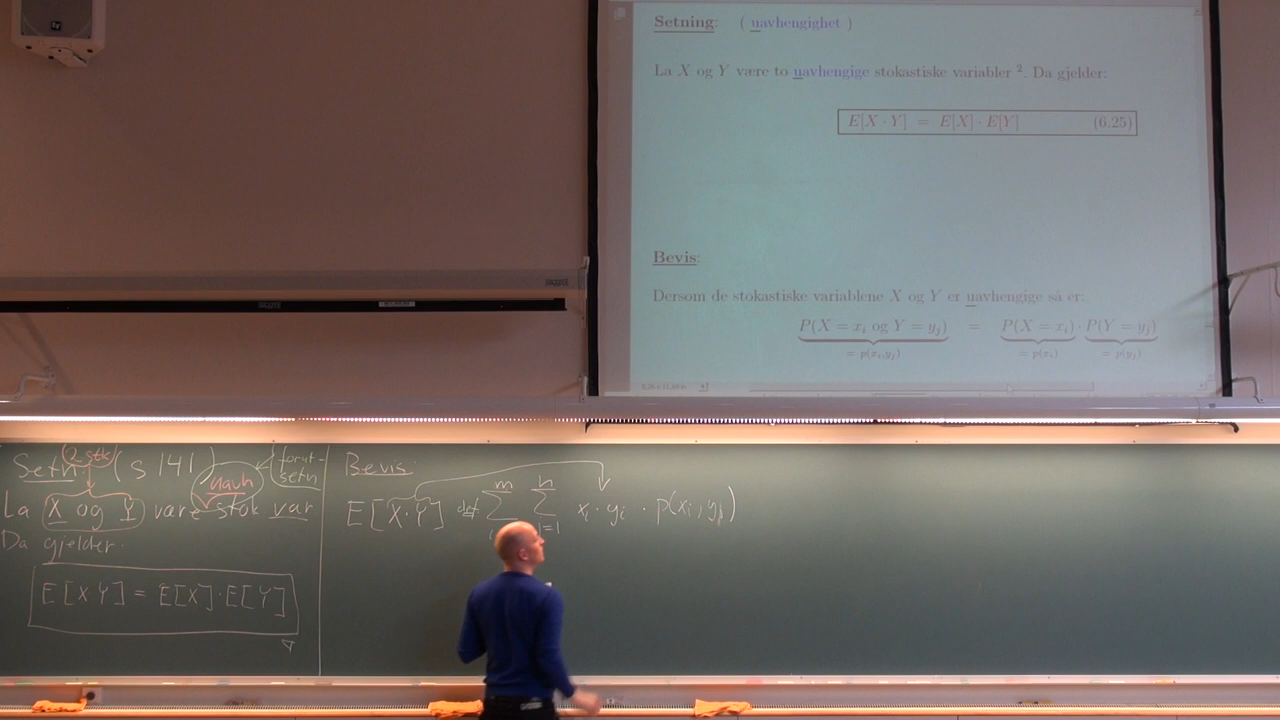 Setning: ( uavhengighet )
La X og Y være to uavhengige stokastiske variabler ². Da gjelder:
E[X · Y] = E[X] · E[Y] (6.25)
Bevis:
Dersom de stokastiske variablene X og Y er uavhengige så er:
P(X = xᵢ og Y = yⱼ) = P(X = xᵢ) · P(Y = yⱼ)
= p(xᵢ,yⱼ) = p(xᵢ) = p(yⱼ)
Setn (s 141)
2 stk
uavh
forut-
setn
La X og Y være stok var
Da gjelder.
E[XY] = E[X]·E[Y]
Bevis:
E[X·Y] def m Σ n Σ xᵢ · yⱼ · p(xᵢ, yⱼ)